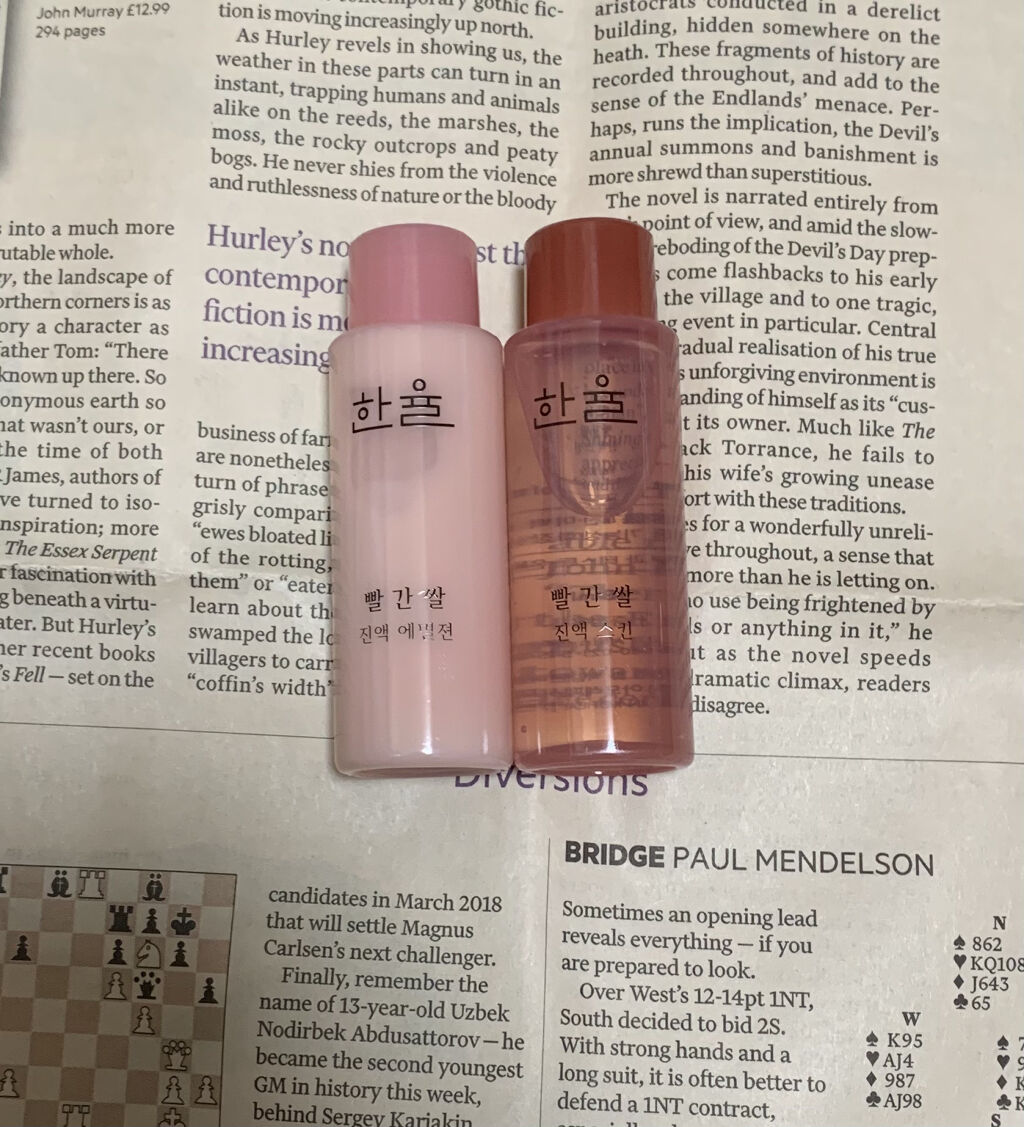 John Murray £12.99
294 pages
tion is moving increasingly up north.
As Hurley revels in showing us, the
weather in these parts can turn in an
instant, trapping humans and animals
alike on the reeds, the marshes, the
moss, the rocky outcrops and peaty
bogs. He never shies from the violence
and ruthlessness of nature or the bloody
aristocrats conducted in a derelict
building, hidden somewhere on the
heath. These fragments of history are
recorded throughout, and add to the
sense of the Endlands' menace. Per-
haps, runs the implication, the Devil's
annual summons and banishment is
more shrewd than superstitious.
The novel is narrated entirely from
point of view, and amid the slow-
reboding of the Devil's Day prep-
s come flashbacks to his early
the village and to one tragic,
event in particular. Central
radual realisation of his true
s unforgiving environment is
anding of himself as its "cus-
t its owner. Much like The
ack Torrance, he fails to
his wife's growing unease
ort with these traditions.
es for a wonderfully unreli-
e throughout, a sense that
more than he is letting on.
o use being frightened by
ls or anything in it," he
ut as the novel speeds
dramatic climax, readers
disagree.
into a much more
utable whole.
y, the landscape of
orthern corners is as
ory a character as
ather Tom: "There
known up there. So
onymous earth so
hat wasn't ours, or
the time of both
James, authors of
ve turned to iso-
nspiration; more
The Essex Serpent
r fascination with
g beneath a virtu-
ater. But Hurley's
her recent books
's Fell — set on the
Hurley's no st th
contempor
fiction is m
increasing
business of far
are nonetheles
turn of phrase
grisly compari
"ewes bloated li
of the rotting,
them" or "eater
learn about th
swamped the lo
villagers to carr
"coffin's width"
한율
빨간쌀
진액 에멀젼
한율
빨간쌀
진액 스킨
Diversions
candidates in March 2018
that will settle Magnus
Carlsen's next challenger.
Finally, remember the
name of 13-year-old Uzbek
Nodirbek Abdusattorov — he
became the second youngest
GM in history this week,
behind Sergey Karjakin
BRIDGE PAUL MENDELSON
Sometimes an opening lead
reveals everything — if you
are prepared to look.
Over West's 12-14pt 1NT,
South decided to bid 2S.
With strong hands and a
long suit, it is often better to
defend a 1NT contract,
N
♠ 862
♥ KQ108
♦ J643
♣ 65
W
♠ K95
♥ AJ4
♦ 987
♣ AJ98
♠ 7
♥ 9
♦ K
♣ K
S